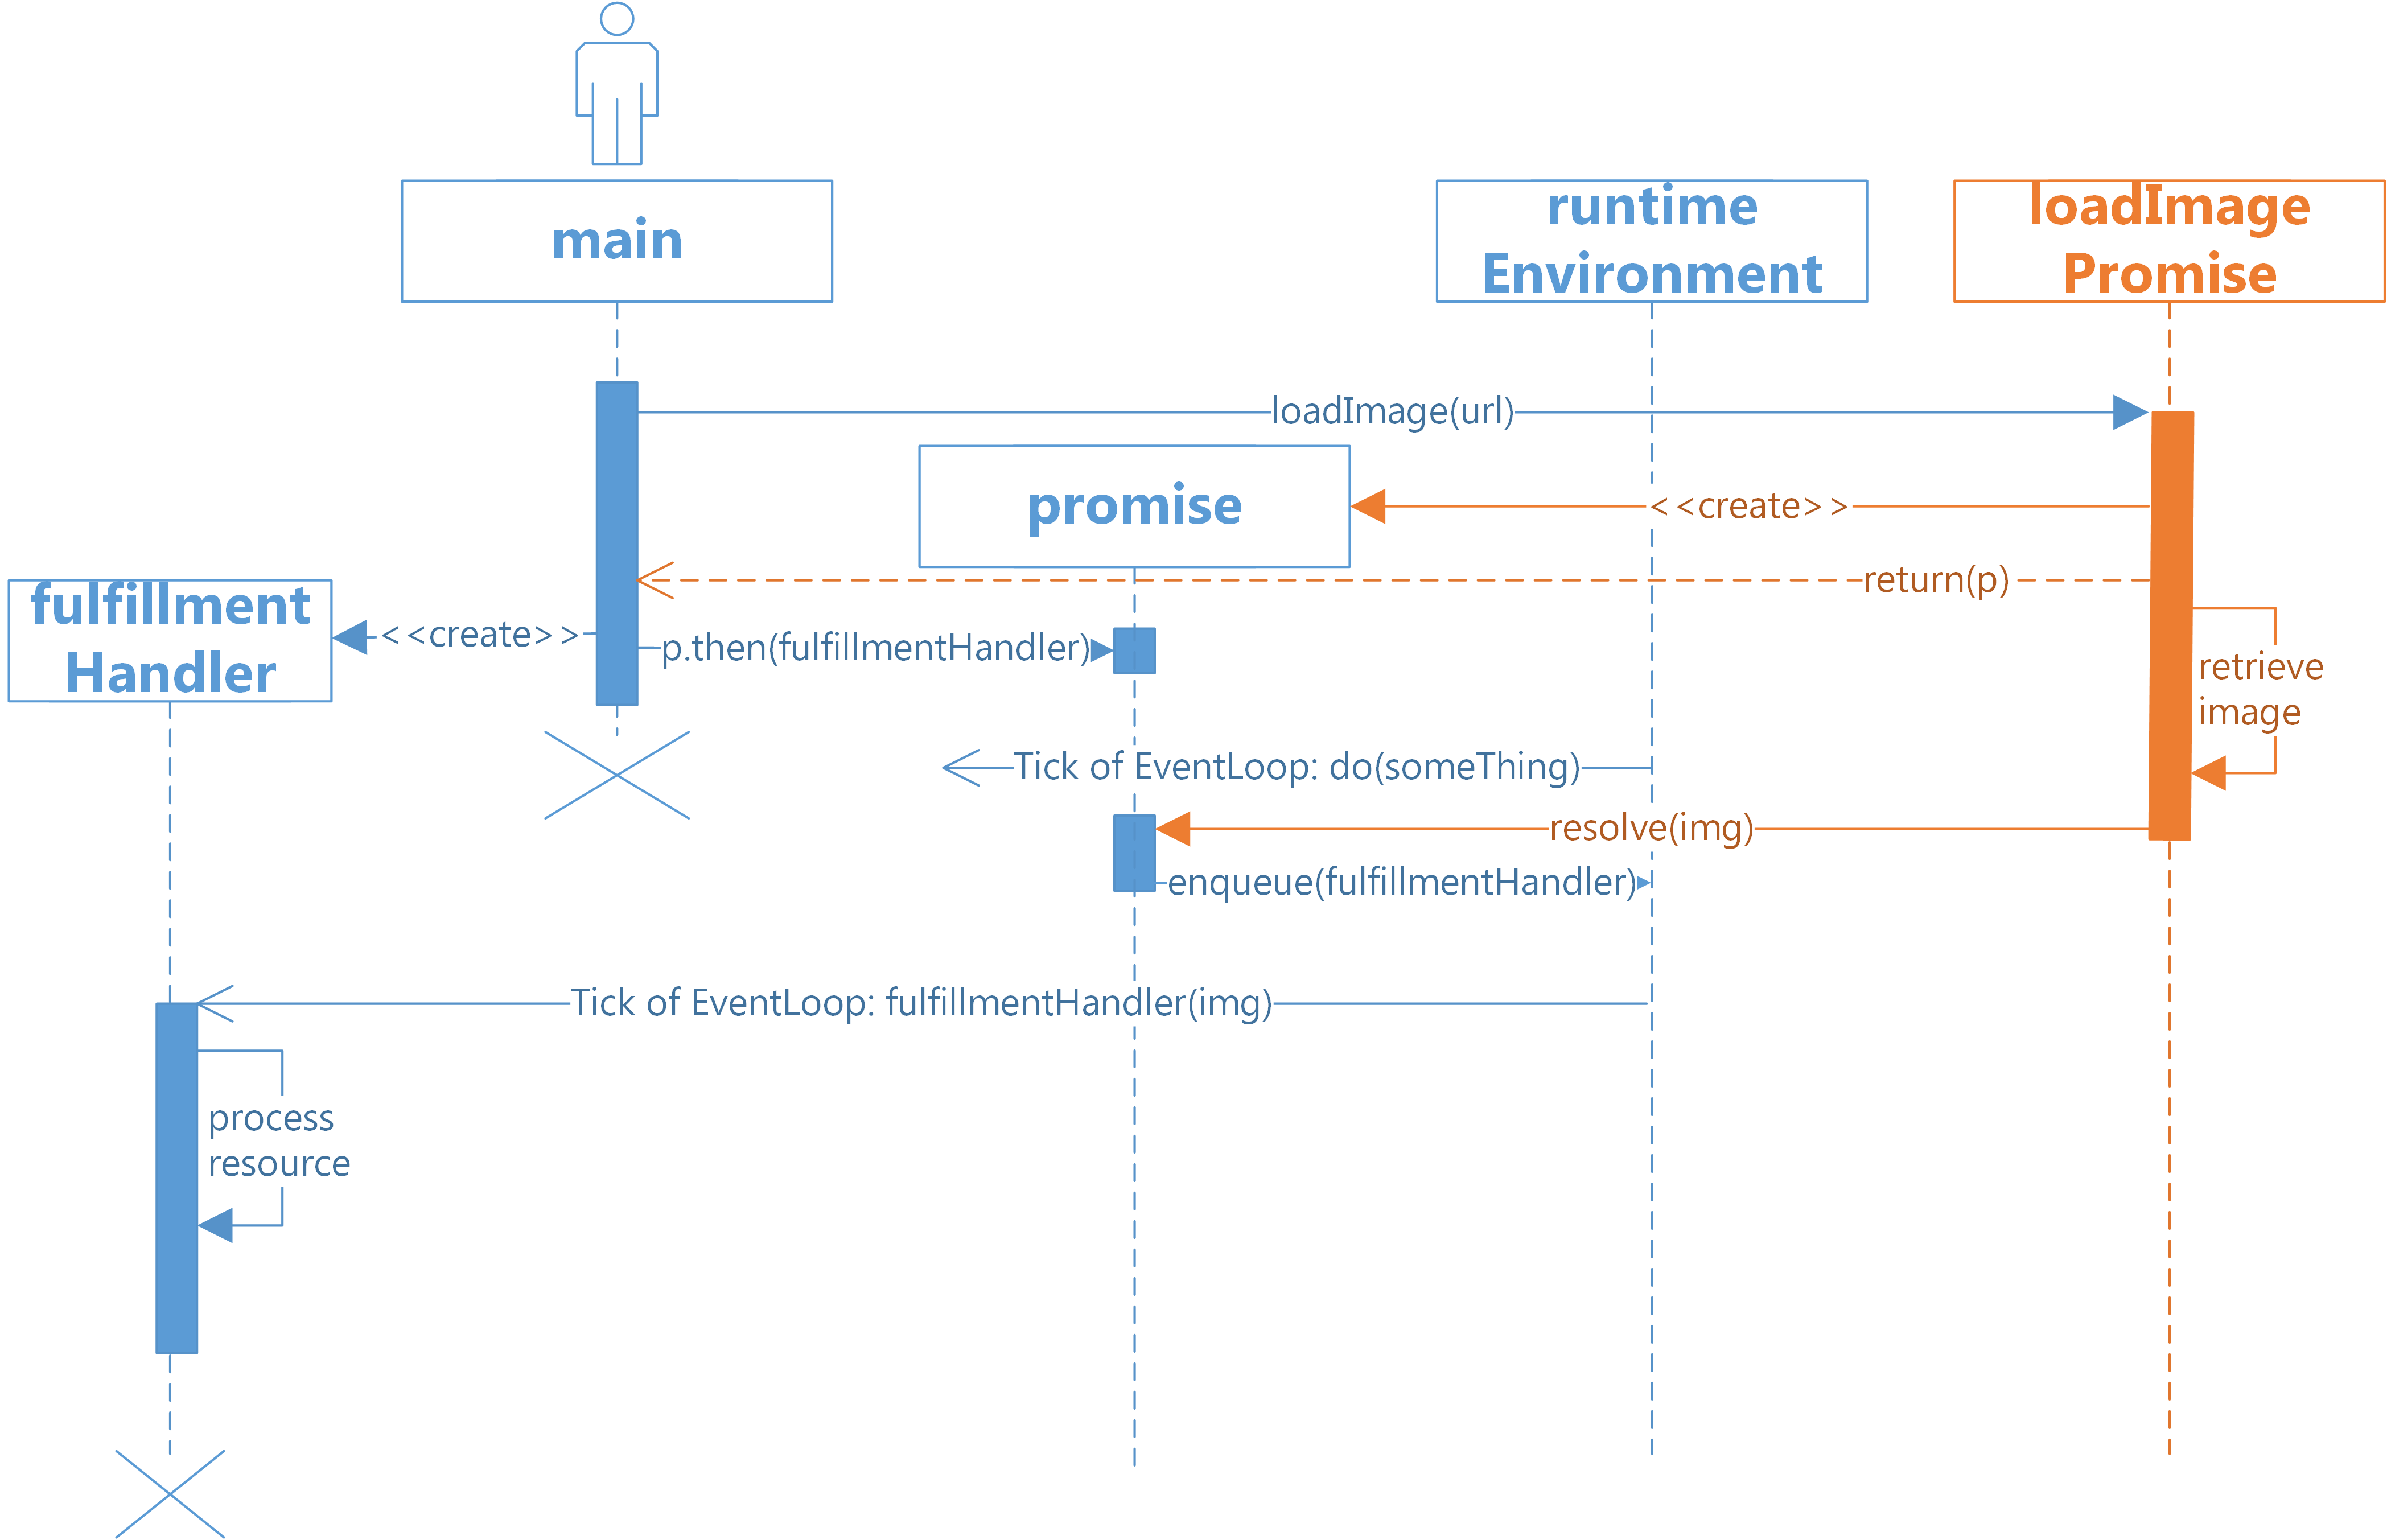 main
runtime
Environment
loadImage
Promise
loadImage(url)
promise
<<create>>
return(p)
fulfillment
Handler
<<create>>
p.then(fulfillmentHandler)
retrieve
image
Tick of EventLoop: do(someThing)
resolve(img)
enqueue(fulfillmentHandler)
Tick of EventLoop: fulfillmentHandler(img)
process
resource